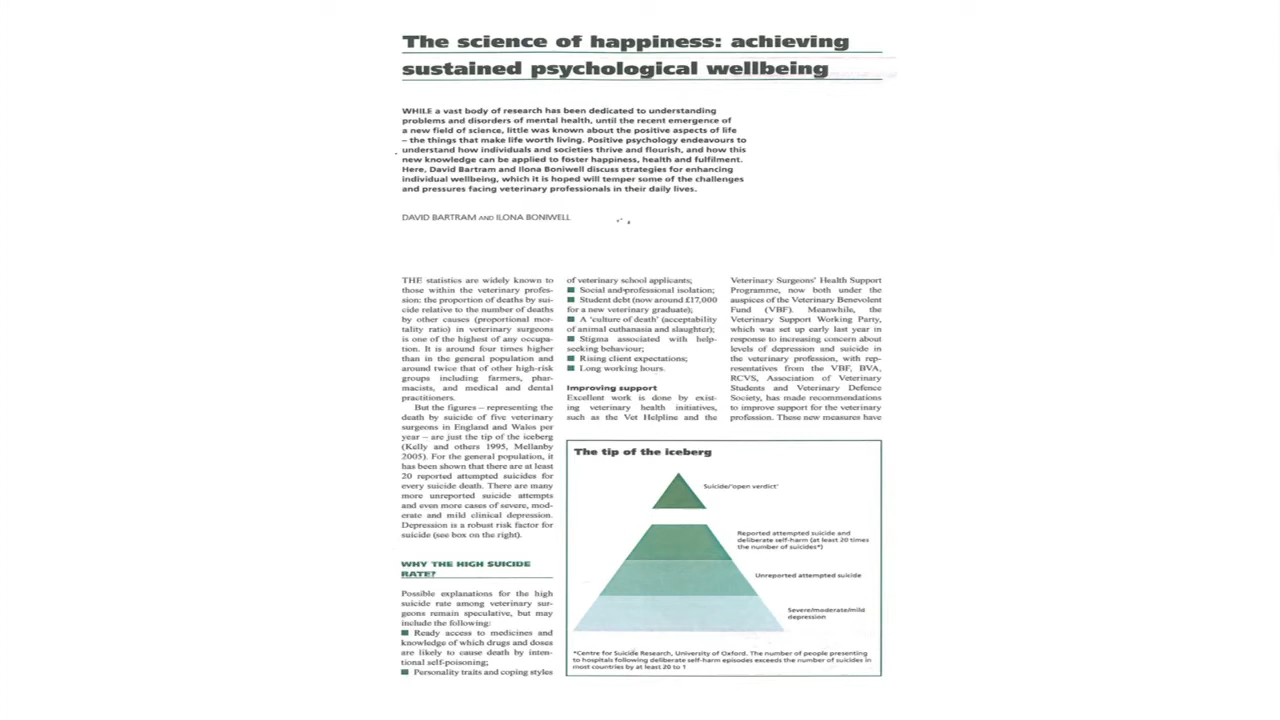 The science of happiness: achieving
sustained psychological wellbeing
WHILE a vast body of research has been dedicated to understanding
problems and disorders of mental health, until the recent emergence of
a new field of science, little was known about the positive aspects of life
– the things that make life worth living. Positive psychology endeavours to
understand how individuals and societies thrive and flourish, and how this
new knowledge can be applied to foster happiness, health and fulfilment.
Here, David Bartram and Ilona Boniwell discuss strategies for enhancing
individual wellbeing, which it is hoped will temper some of the challenges
and pressures facing veterinary professionals in their daily lives.
DAVID BARTRAM AND ILONA BONIWELL
THE statistics are widely known to
those within the veterinary profes-
sion: the proportion of deaths by sui-
cide relative to the number of deaths
by other causes (proportional mor-
tality ratio) in veterinary surgeons
is one of the highest of any occupa-
tion. It is around four times higher
than in the general population and
around twice that of other high-risk
groups including farmers, phar-
macists, and medical and dental
practitioners.
But the figures – representing the
death by suicide of five veterinary
surgeons in England and Wales per
year – are just the tip of the iceberg
(Kelly and others 1995, Mellanby
2005). For the general population, it
has been shown that there are at least
20 reported attempted suicides for
every suicide death. There are many
more unreported suicide attempts
and even more cases of severe, mod-
erate and mild clinical depression.
Depression is a robust risk factor for
suicide (see box on the right).
WHY THE HIGH SUICIDE
RATE?
Possible explanations for the high
suicide rate among veterinary sur-
geons remain speculative, but may
include the following:
■ Ready access to medicines and
knowledge of which drugs and doses
are likely to cause death by inten-
tional self-poisoning;
■ Personality traits and coping styles
of veterinary school applicants;
■ Social and professional isolation;
■ Student debt (now around £17,000
for a new veterinary graduate);
■ A ‘culture of death’ (acceptability
of animal euthanasia and slaughter);
■ Stigma associated with help-
seeking behaviour;
■ Rising client expectations;
■ Long working hours.
Improving support
Excellent work is done by exist-
ing veterinary health initiatives,
such as the Vet Helpline and the
Veterinary Surgeons’ Health Support
Programme, now both under the
auspices of the Veterinary Benevolent
Fund (VBF). Meanwhile, the
Veterinary Support Working Party,
which was set up early last year in
response to increasing concern about
levels of depression and suicide in
the veterinary profession, with rep-
resentatives from the VBF, BVA,
RCVS, Association of Veterinary
Students and Veterinary Defence
Society, has made recommendations
to improve support for the veterinary
profession. These new measures have
The tip of the iceberg
Suicide/‘open verdict’
Reported attempted suicide and
deliberate self-harm (at least 20 times
the number of suicides*)
Unreported attempted suicide
Severe/moderate/mild
depression
*Centre for Suicide Research, University of Oxford. The number of people presenting
to hospitals following deliberate self-harm episodes exceeds the number of suicides in
most countries by at least 20 to 1